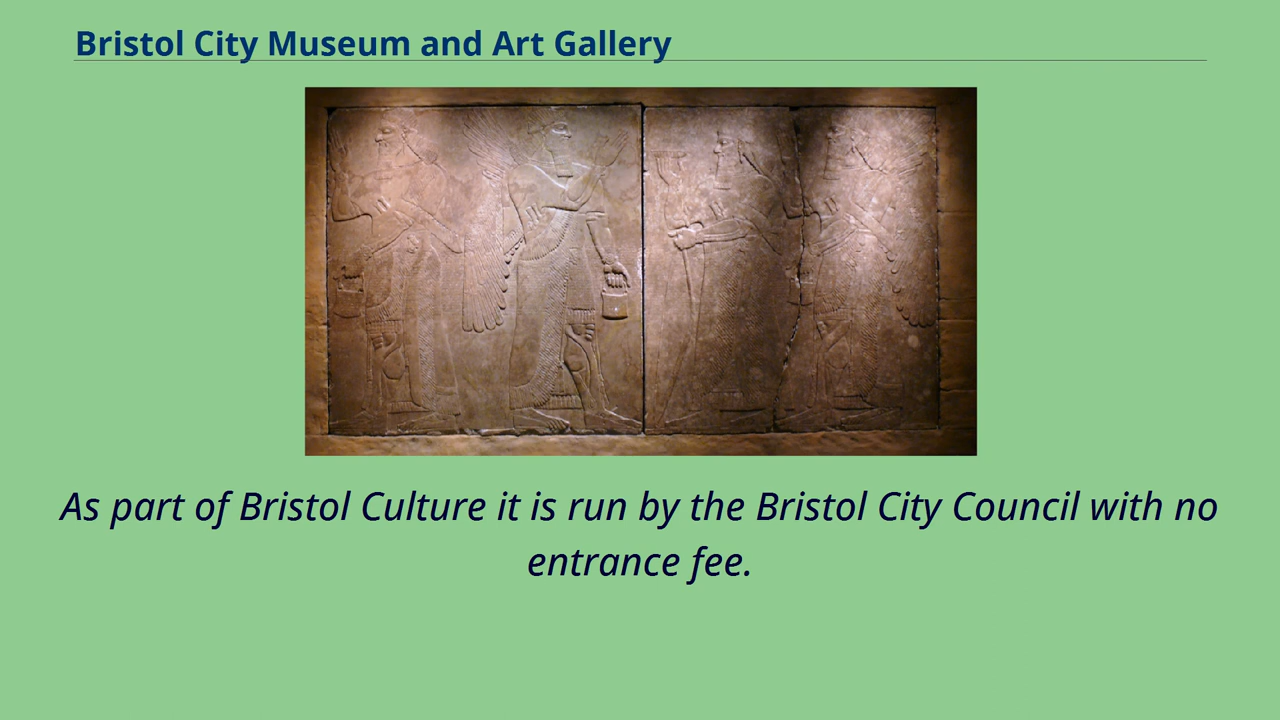 Bristol City Museum and Art Gallery
As part of Bristol Culture it is run by the Bristol City Council with no
entrance fee.